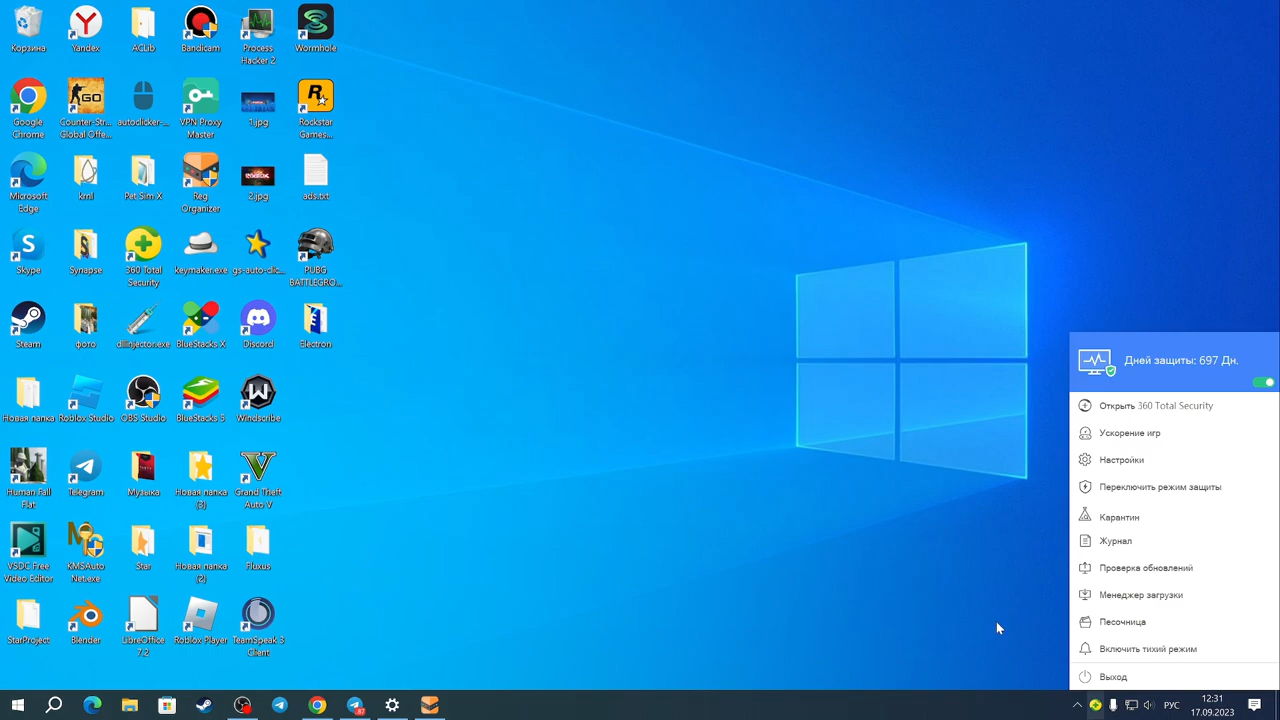 Корзина
Yandex
ACLib
Bandicam
Process
Hacker 2
Wormhole
Google
Chrome
Counter-Str...
Global Offe...
autoclicker-...
VPN Proxy
Master
1.jpg
Rockstar
Games...
Microsoft
Edge
kml
Pet Sim X
Reg
Organizer
2.jpg
ads.txt
Skype
Synapse
360 Total
Security
keymaker.exe
gs-auto-clic...
PUBG
BATTLEGRO...
Steam
фото
dllinjector.exe
BlueStacks X
Discord
Electron
Новая папка
Roblox Studio
OBS Studio
BlueStacks 5
Windscribe
Human Fall
Flat
Telegram
Музыка
Новая папка
(3)
Grand Theft
Auto V
VSDC Free
Video Editor
KMSAuto
Net.exe
Star
Новая папка
(2)
Fluxus
StarProject
Blender
LibreOffice
7.2
Roblox Player
TeamSpeak 3
Client
Дней защиты: 697 Дн.
Открыть 360 Total Security
Ускорение игр
Настройки
Переключить режим защиты
Карантин
Журнал
Проверка обновлений
Менеджер загрузки
Песочница
Включить тихий режим
Выход
РУС
12:31
17.09.2023